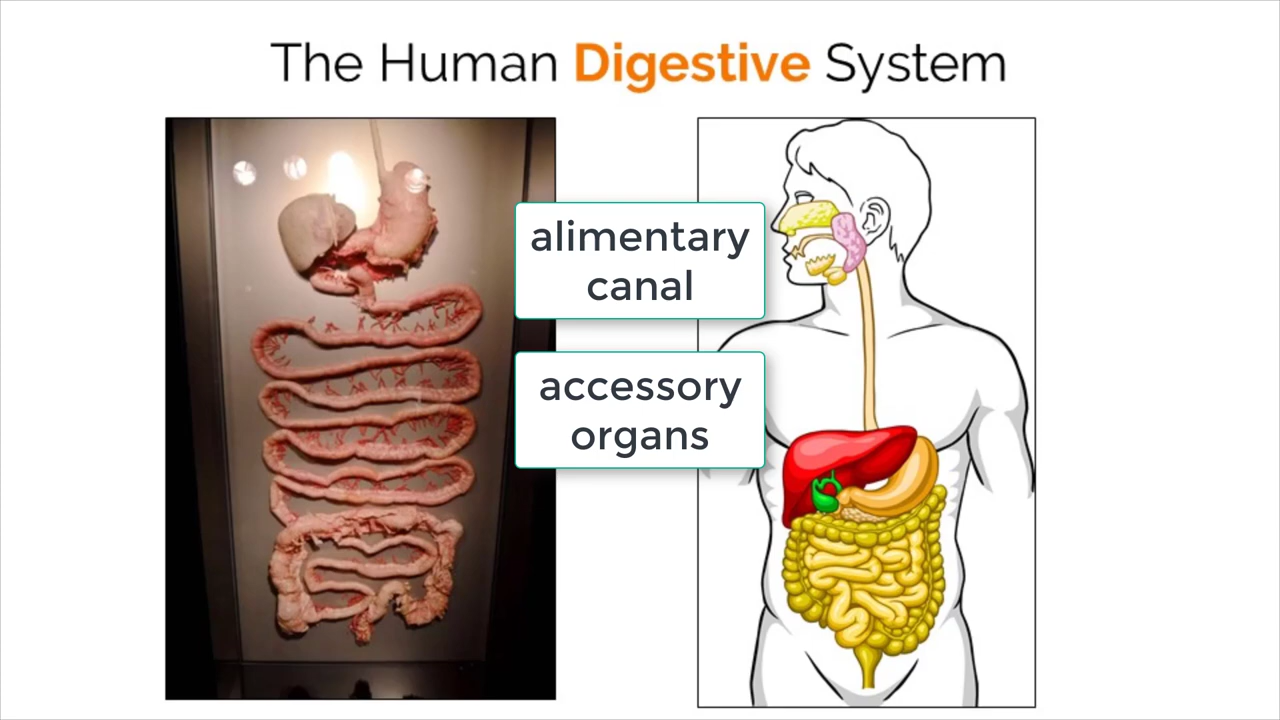 The Human Digestive System
alimentary
canal
accessory
organs